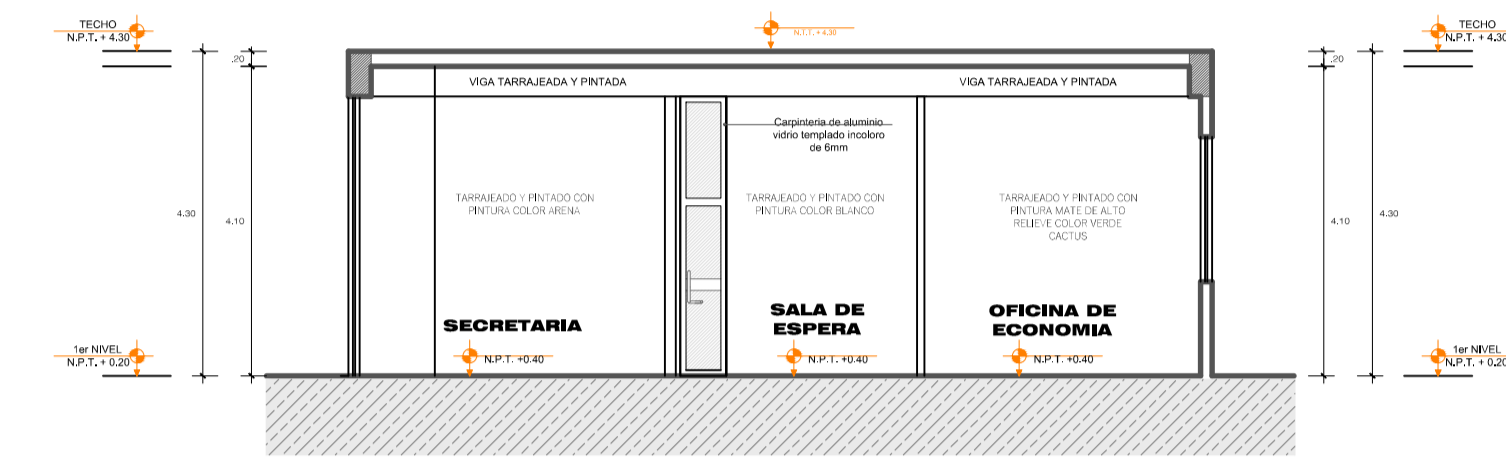 TECHO
N.P.T. + 4.30
N.T.T. + 4.30
TECHO
N.P.T. + 4.30
.20
.20
VIGA TARRAJEADA Y PINTADA
VIGA TARRAJEADA Y PINTADA
Carpinteria de aluminio
vidrio templado incoloro
de 6mm
TARRAJEADO Y PINTADO CON
PINTURA COLOR ARENA
TARRAJEADO Y PINTADO CON
PINTURA COLOR BLANCO
TARRAJEADO Y PINTADO CON
PINTURA MATE DE ALTO
RELIEVE COLOR VERDE
CACTUS
4.30
4.10
4.10
4.30
SECRETARIA
SALA DE
ESPERA
OFICINA DE
ECONOMIA
1er NIVEL
N.P.T. + 0.20
N.P.T. +0.40
N.P.T. +0.40
N.P.T. +0.40
1er NIVEL
N.P.T. + 0.20